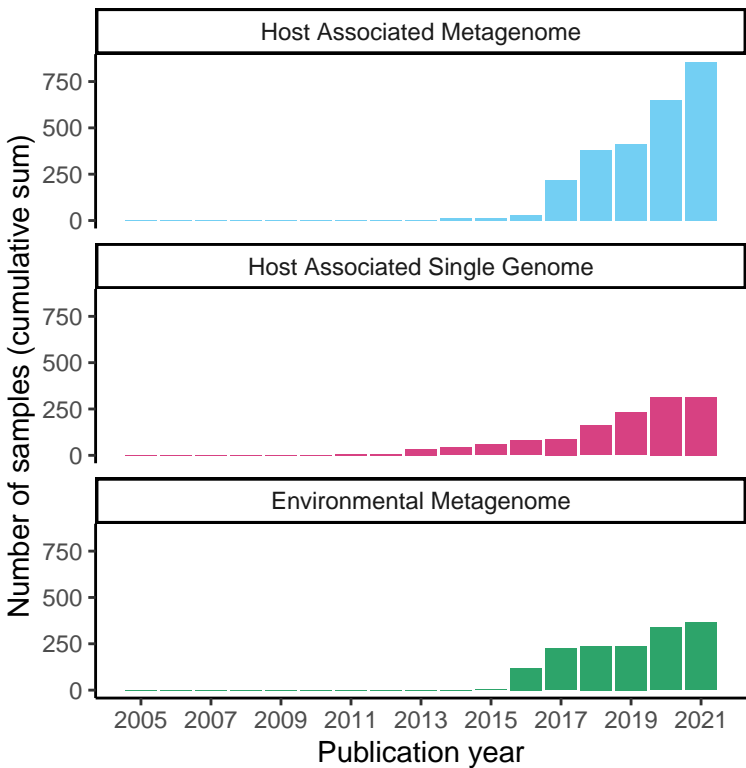 Host Associated Metagenome
750
500
250
0
Host Associated Single Genome
750
500
250
0
Environmental Metagenome
750
500
250
0
2005 2007 2009 2011 2013 2015 2017 2019 2021
Publication year
Number of samples (cumulative sum)